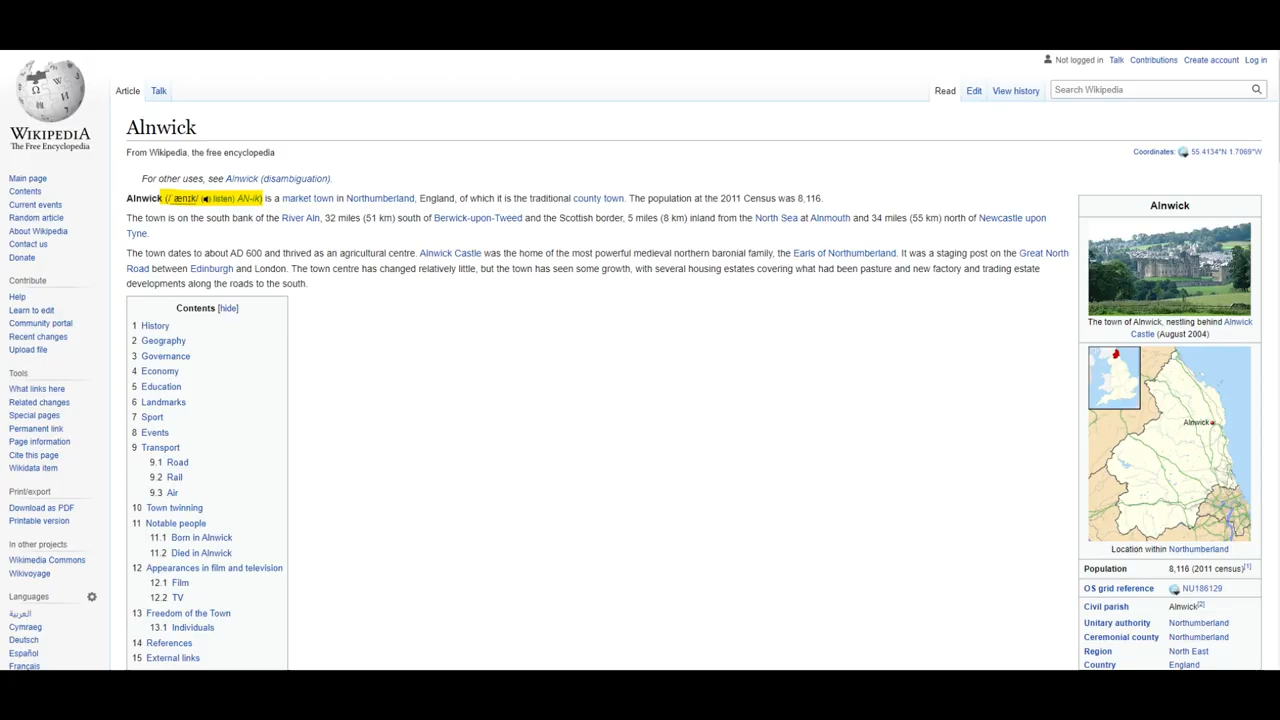 Not logged in Talk Contributions Create account Log in
Article Talk
Read Edit View history Search Wikipedia
WIKIPEDIA
The Free Encyclopedia
Main page
Contents
Current events
Random article
About Wikipedia
Contact us
Donate
Contribute
Help
Learn to edit
Community portal
Recent changes
Upload file
Tools
What links here
Related changes
Special pages
Permanent link
Page information
Cite this page
Wikidata item
Print/export
Download as PDF
Printable version
In other projects
Wikimedia Commons
Wikivoyage
Languages
العربية
Cymraeg
Deutsch
Español
Français
Alnwick
From Wikipedia, the free encyclopedia
Coordinates: 55.4134°N 1.7069°W
For other uses, see Alnwick (disambiguation).
Alnwick (/ˈænɪk/ (listen) AN-ik) is a market town in Northumberland, England, of which it is the traditional county town. The population at the 2011 Census was 8,116.
The town is on the south bank of the River Aln, 32 miles (51 km) south of Berwick-upon-Tweed and the Scottish border, 5 miles (8 km) inland from the North Sea at Alnmouth and 34 miles (55 km) north of Newcastle upon
Tyne.
The town dates to about AD 600 and thrived as an agricultural centre. Alnwick Castle was the home of the most powerful medieval northern baronial family, the Earls of Northumberland. It was a staging post on the Great North
Road between Edinburgh and London. The town centre has changed relatively little, but the town has seen some growth, with several housing estates covering what had been pasture and new factory and trading estate
developments along the roads to the south.
Contents [hide]
1 History
2 Geography
3 Governance
4 Economy
5 Education
6 Landmarks
7 Sport
8 Events
9 Transport
9.1 Road
9.2 Rail
9.3 Air
10 Town twinning
11 Notable people
11.1 Born in Alnwick
11.2 Died in Alnwick
12 Appearances in film and television
12.1 Film
12.2 TV
13 Freedom of the Town
13.1 Individuals
14 References
15 External links
Alnwick
The town of Alnwick, nestling behind Alnwick
Castle (August 2004)
Alnwick
Location within Northumberland
Population 8,116 (2011 census)[1]
OS grid reference NU186129
Civil parish Alnwick[2]
Unitary authority Northumberland
Ceremonial county Northumberland
Region North East
Country England